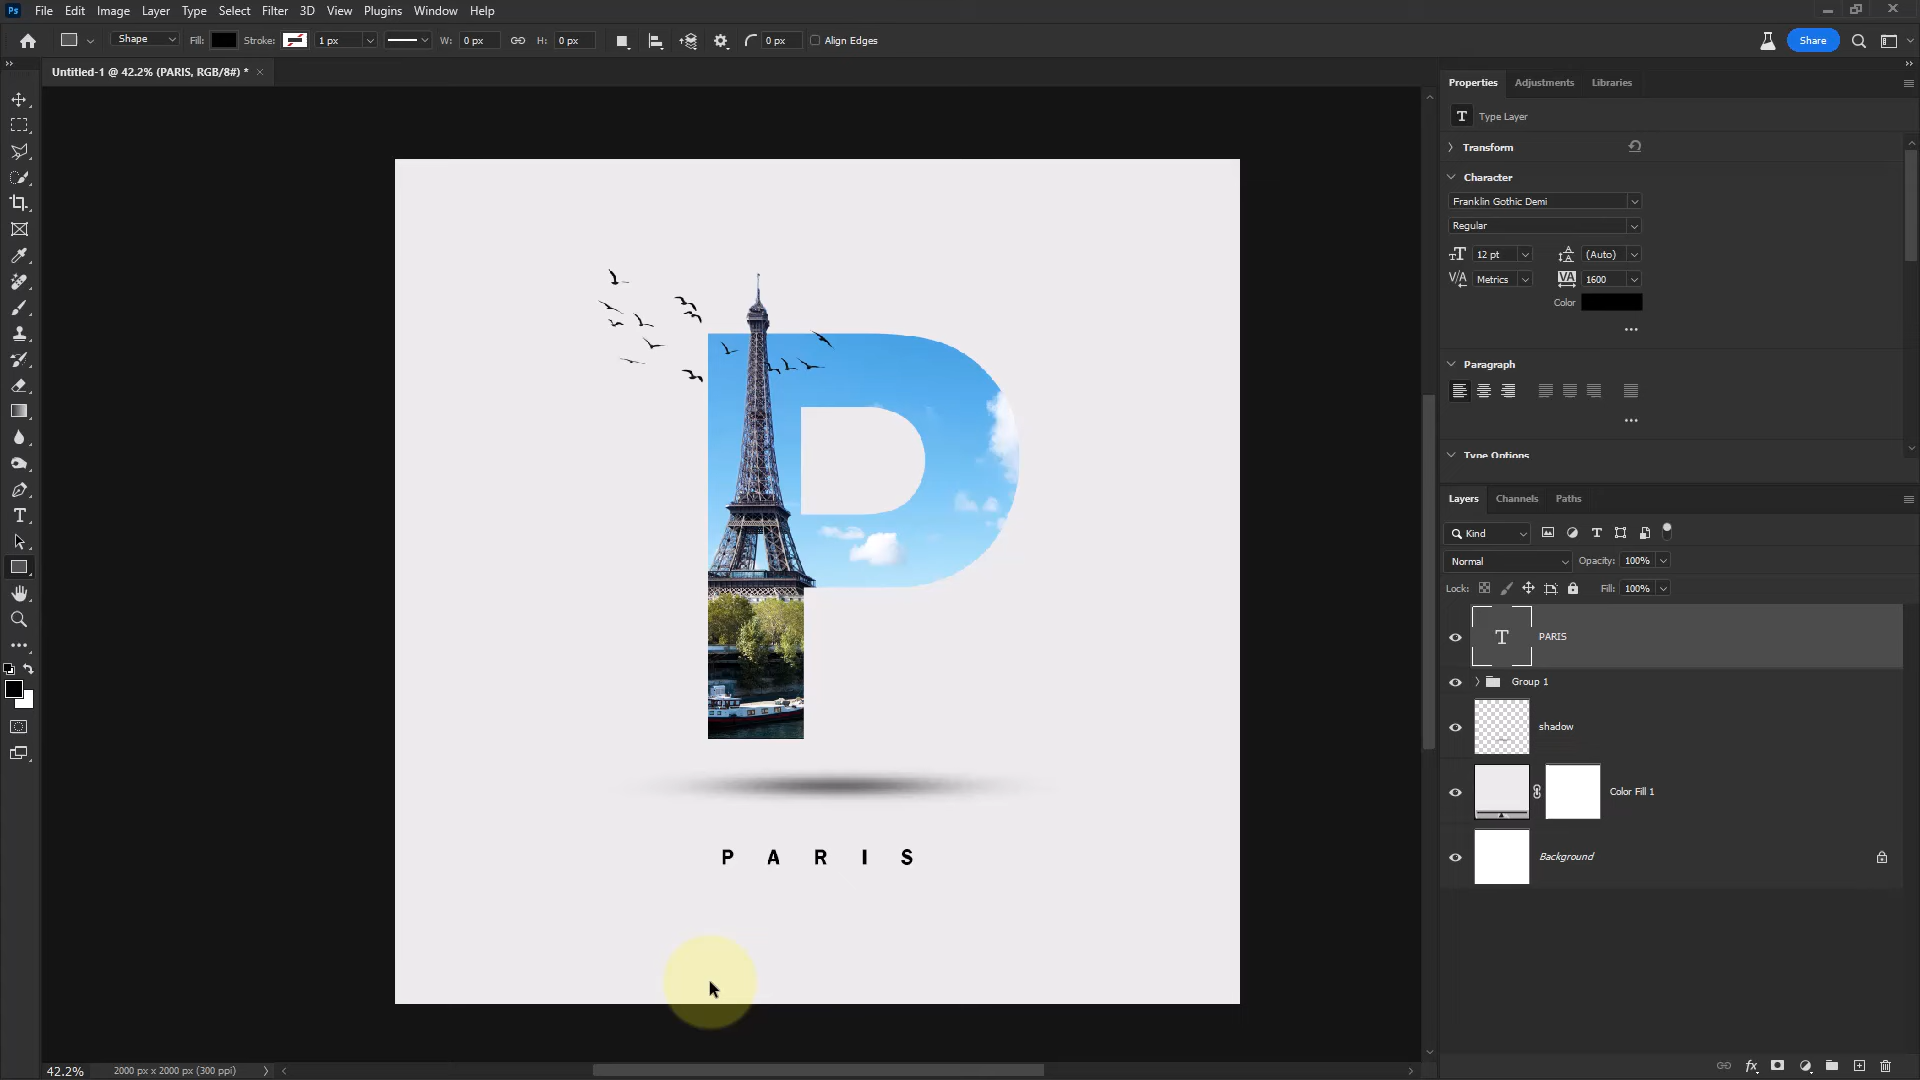 Ps File Edit Image Layer Type Select Filter 3D View Plugins Window Help
Shape Fill: Stroke: 1 px W: 0 px H: 0 px 0 px Align Edges Share
Untitled-1 @ 42.2% (PARIS, RGB/8#) * ×
Properties Adjustments Libraries
T Type Layer
Transform
Character
Franklin Gothic Demi
Regular
12 pt (Auto)
Metrics 1600
Color
Paragraph
Type Options
Layers Channels Paths
Kind
Normal Opacity: 100%
Lock: Fill: 100%
T PARIS
Group 1
shadow
Color Fill 1
Background
P
P A R I S
42.2% 2000 px x 2000 px (300 ppi)